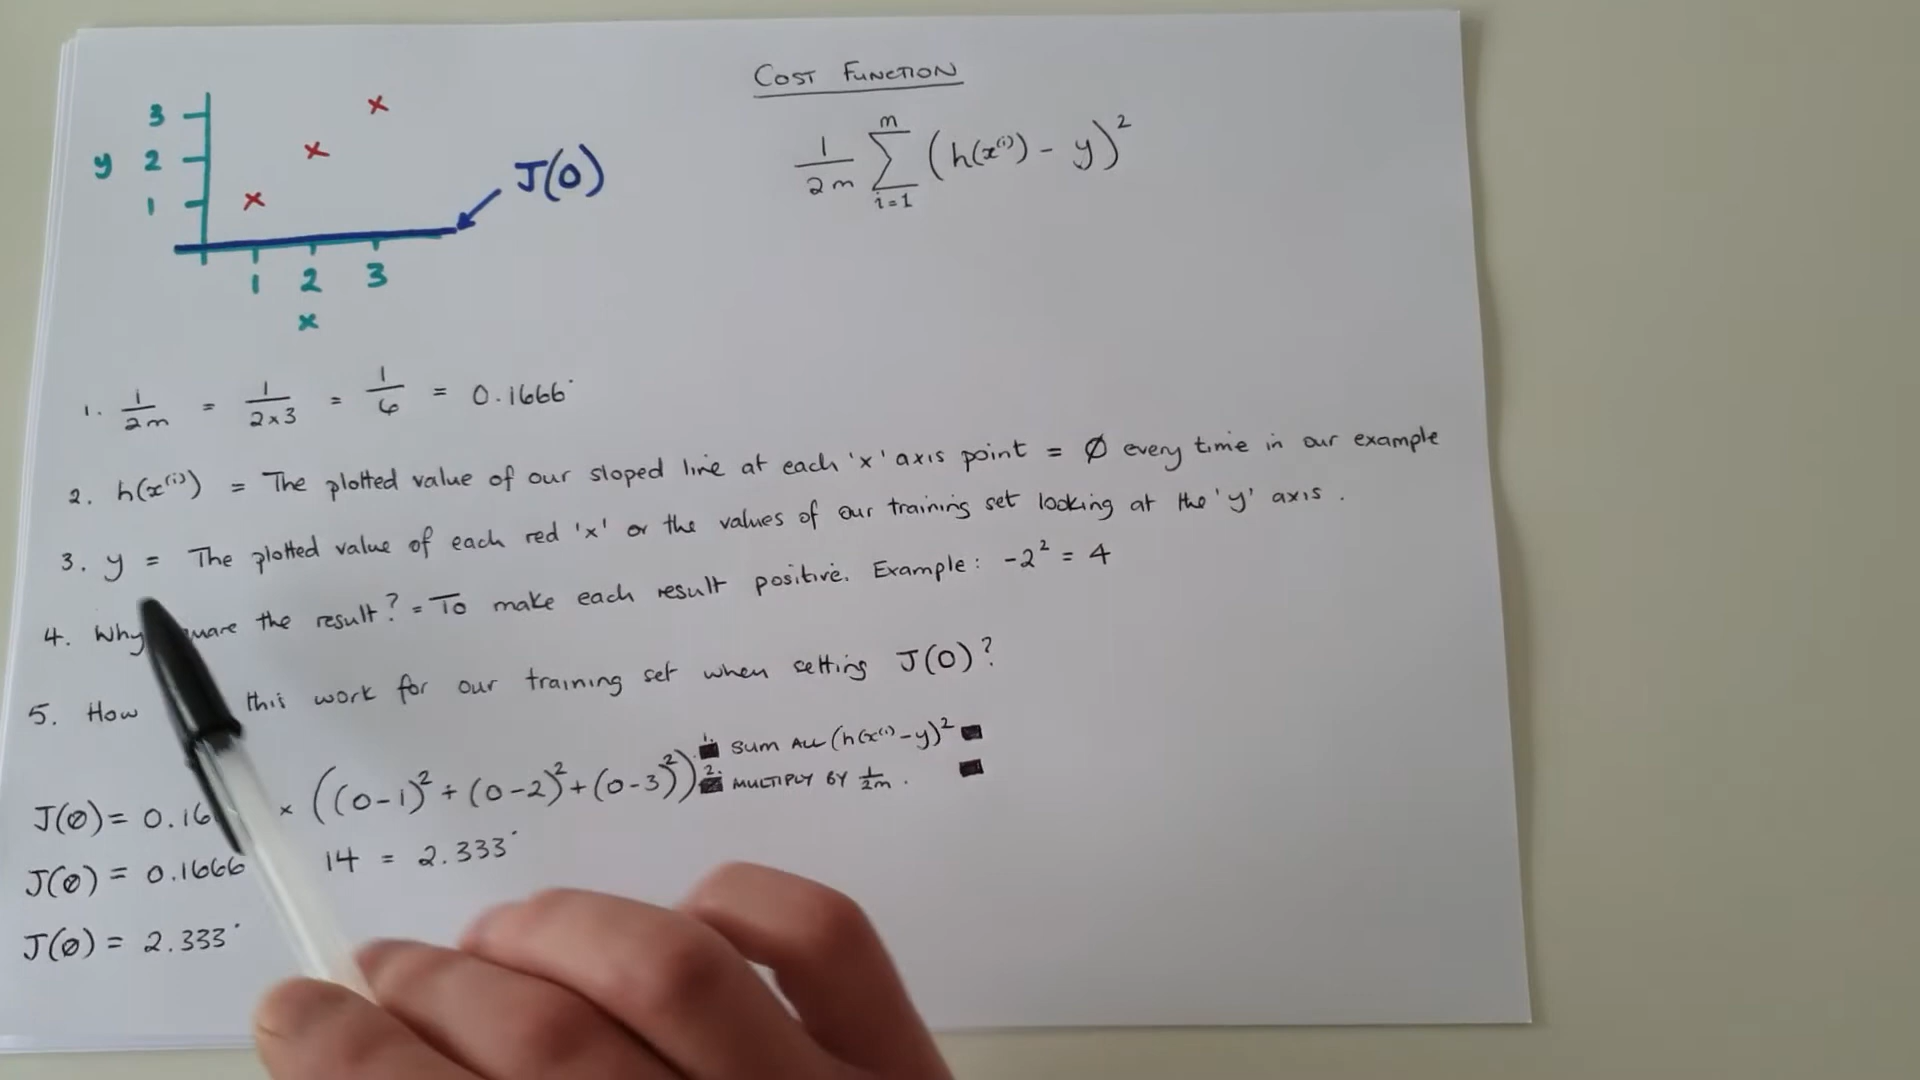 COST FUNCTION
1/2m Σ (h(x⁽ⁱ⁾) - y)²
m
i=1
3
y 2
1
J(0)
1 2 3
x
1. 1/2m = 1/2×3 = 1/6 = 0.1666˙
2. h(x⁽ⁱ⁾) = The plotted value of our sloped line at each 'x' axis point = Ø every time in our example
3. y = The plotted value of each red 'x' or the values of our training set looking at the 'y' axis.
4. Why the result? = To make each result positive. Example: -2² = 4
5. How this work for our training set when setting J(0)?
J(Ø) = 0.16 × ((0-1)² + (0-2)² + (0-3)²) 1. SUM ALL (h(x⁽ⁱ⁾ - y)²
2. MULTIPLY BY 1/2m.
J(Ø) = 0.1666 14 = 2.333˙
J(Ø) = 2.333˙